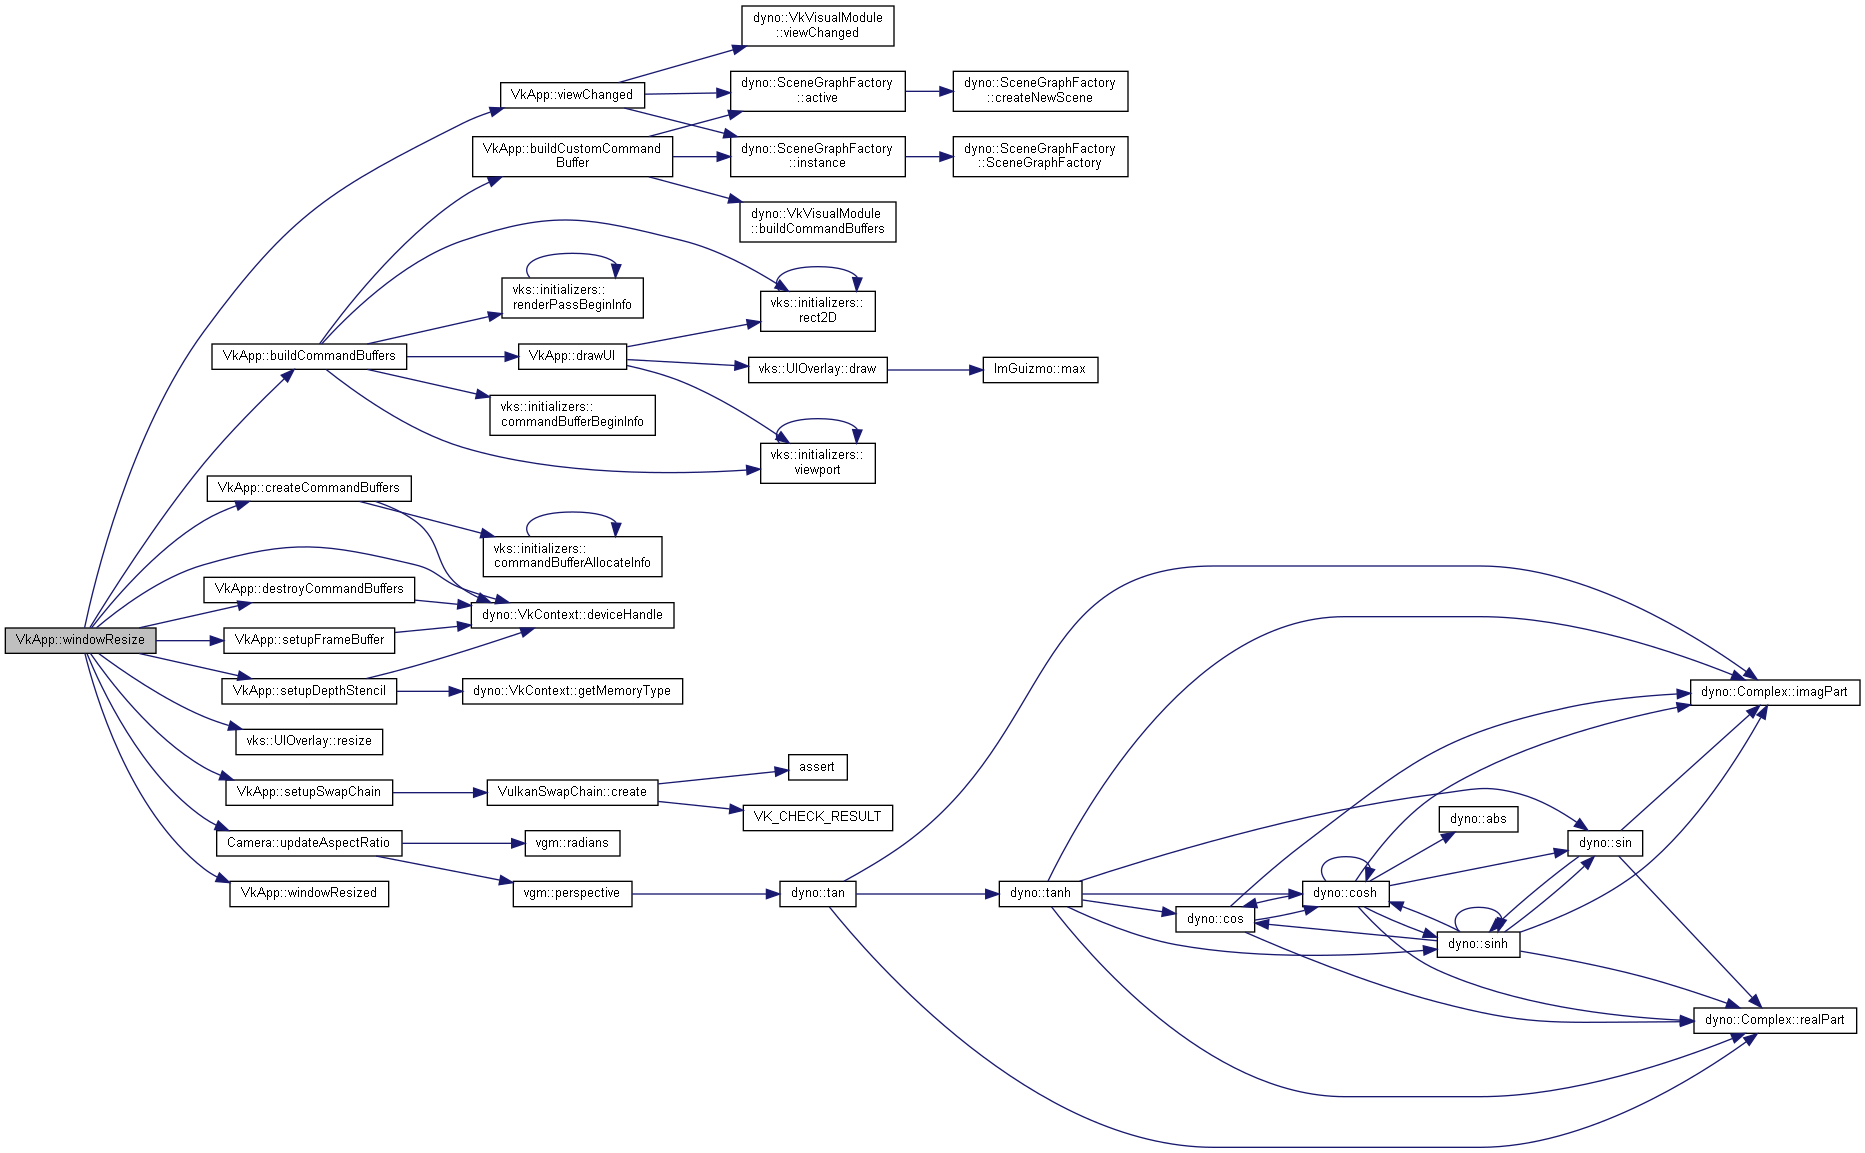 dyno::VkVisualModule
::viewChanged
VkApp::viewChanged
dyno::SceneGraphFactory
::active
dyno::SceneGraphFactory
::createNewScene
VkApp::buildCustomCommand
Buffer
dyno::SceneGraphFactory
::instance
dyno::SceneGraphFactory
::SceneGraphFactory
dyno::VkVisualModule
::buildCommandBuffers
vks::initializers::
renderPassBeginInfo
vks::initializers::
rect2D
VkApp::buildCommandBuffers
VkApp::drawUI
vks::UIOverlay::draw
ImGuizmo::max
vks::initializers::
commandBufferBeginInfo
vks::initializers::
viewport
VkApp::createCommandBuffers
vks::initializers::
commandBufferAllocateInfo
VkApp::destroyCommandBuffers
dyno::VkContext::deviceHandle
VkApp::windowResize
VkApp::setupFrameBuffer
VkApp::setupDepthStencil
dyno::VkContext::getMemoryType
dyno::Complex::imagPart
vks::UIOverlay::resize
assert
VkApp::setupSwapChain
VulkanSwapChain::create
VK_CHECK_RESULT
dyno::abs
Camera::updateAspectRatio
vgm::radians
dyno::sin
VkApp::windowResized
vgm::perspective
dyno::tan
dyno::tanh
dyno::cosh
dyno::cos
dyno::sinh
dyno::Complex::realPart